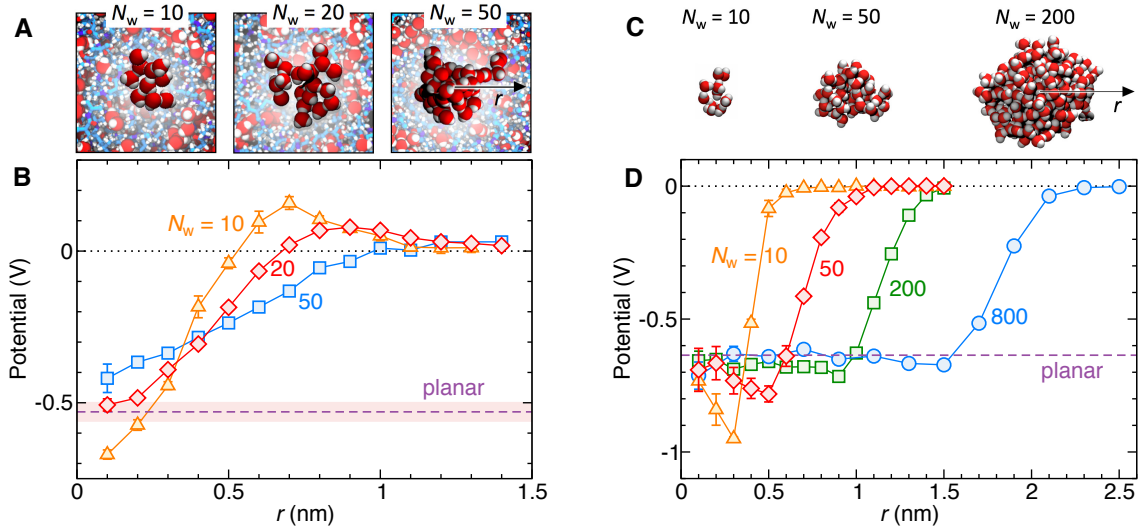 A
N_w = 10
N_w = 20
N_w = 50
r
B
Potential (V)
0
-0.5
N_w = 10
20
50
planar
0
0.5
1
1.5
r (nm)
C
N_w = 10
N_w = 50
N_w = 200
r
D
Potential (V)
0
-0.5
-1
N_w = 10
50
200
800
planar
0
0.5
1
1.5
2
2.5
r (nm)